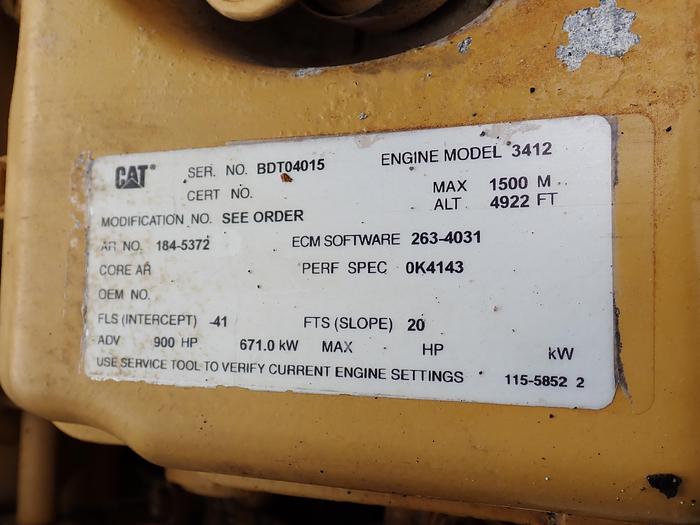 CAT® SER. NO. BDT04015 ENGINE MODEL 3412
CERT NO. MAX 1500 M
ALT 4922 FT
MODIFICATION NO. SEE ORDER
AR NO. 184-5372 ECM SOFTWARE 263-4031
CORE AR PERF SPEC 0K4143
OEM NO.
FLS (INTERCEPT) -41 FTS (SLOPE) 20
ADV 900 HP 671.0 kW MAX HP kW
USE SERVICE TOOL TO VERIFY CURRENT ENGINE SETTINGS 115-5852 2